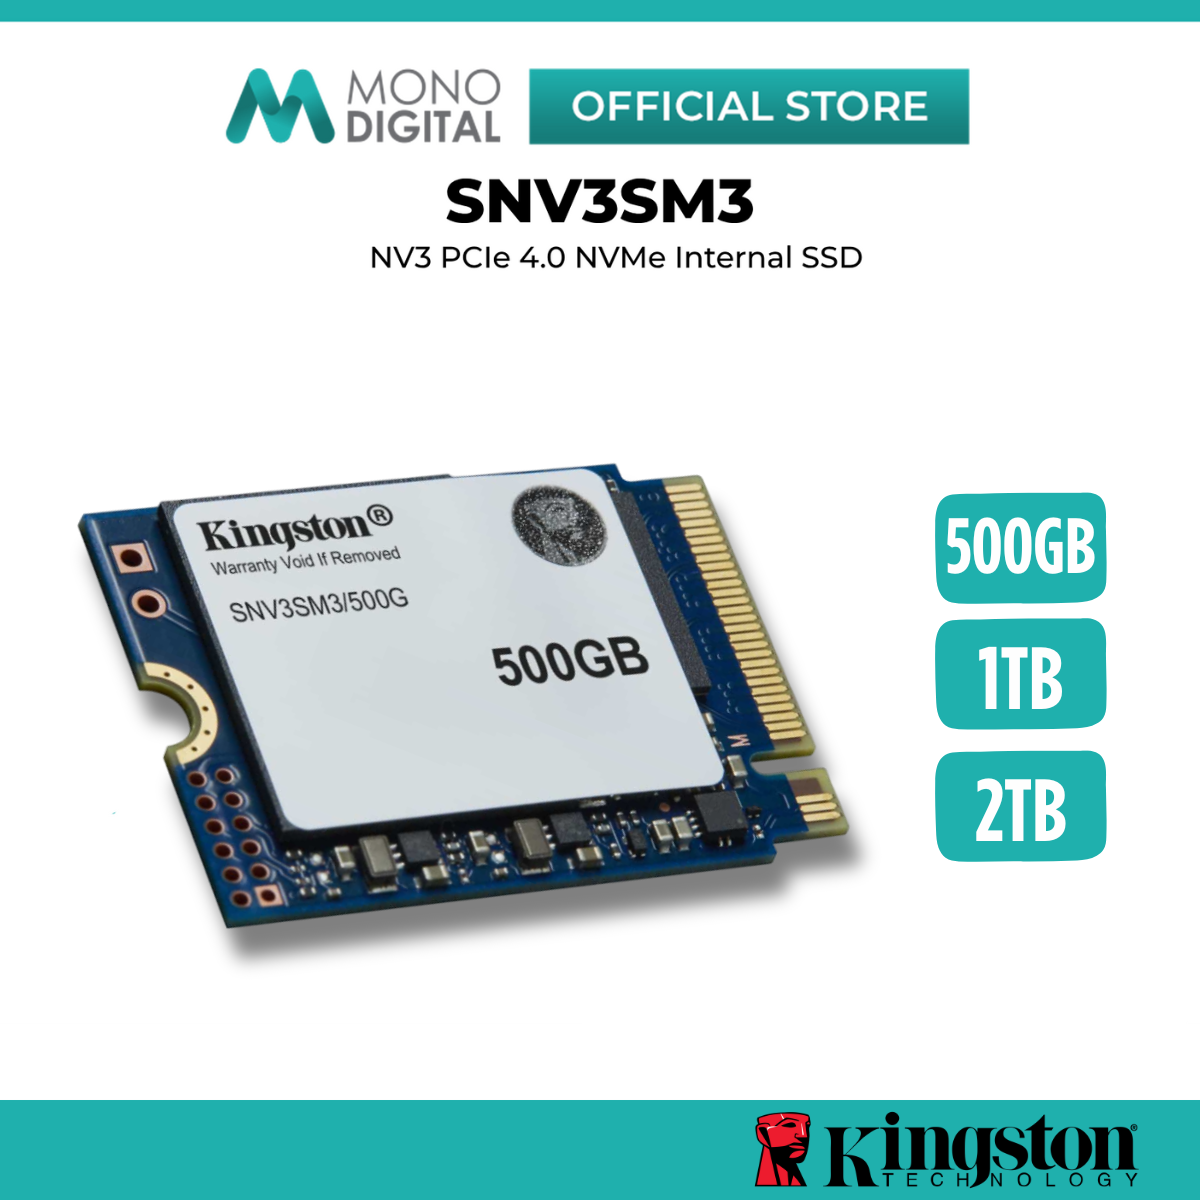 MONO
DIGITAL
OFFICIAL STORE
SNV3SM3
NV3 PCIe 4.0 NVMe Internal SSD
Kingston®
Warranty Void If Removed
SNV3SM3/500G
500GB
M
500GB
1TB
2TB
Kingston®
TECHNOLOGY